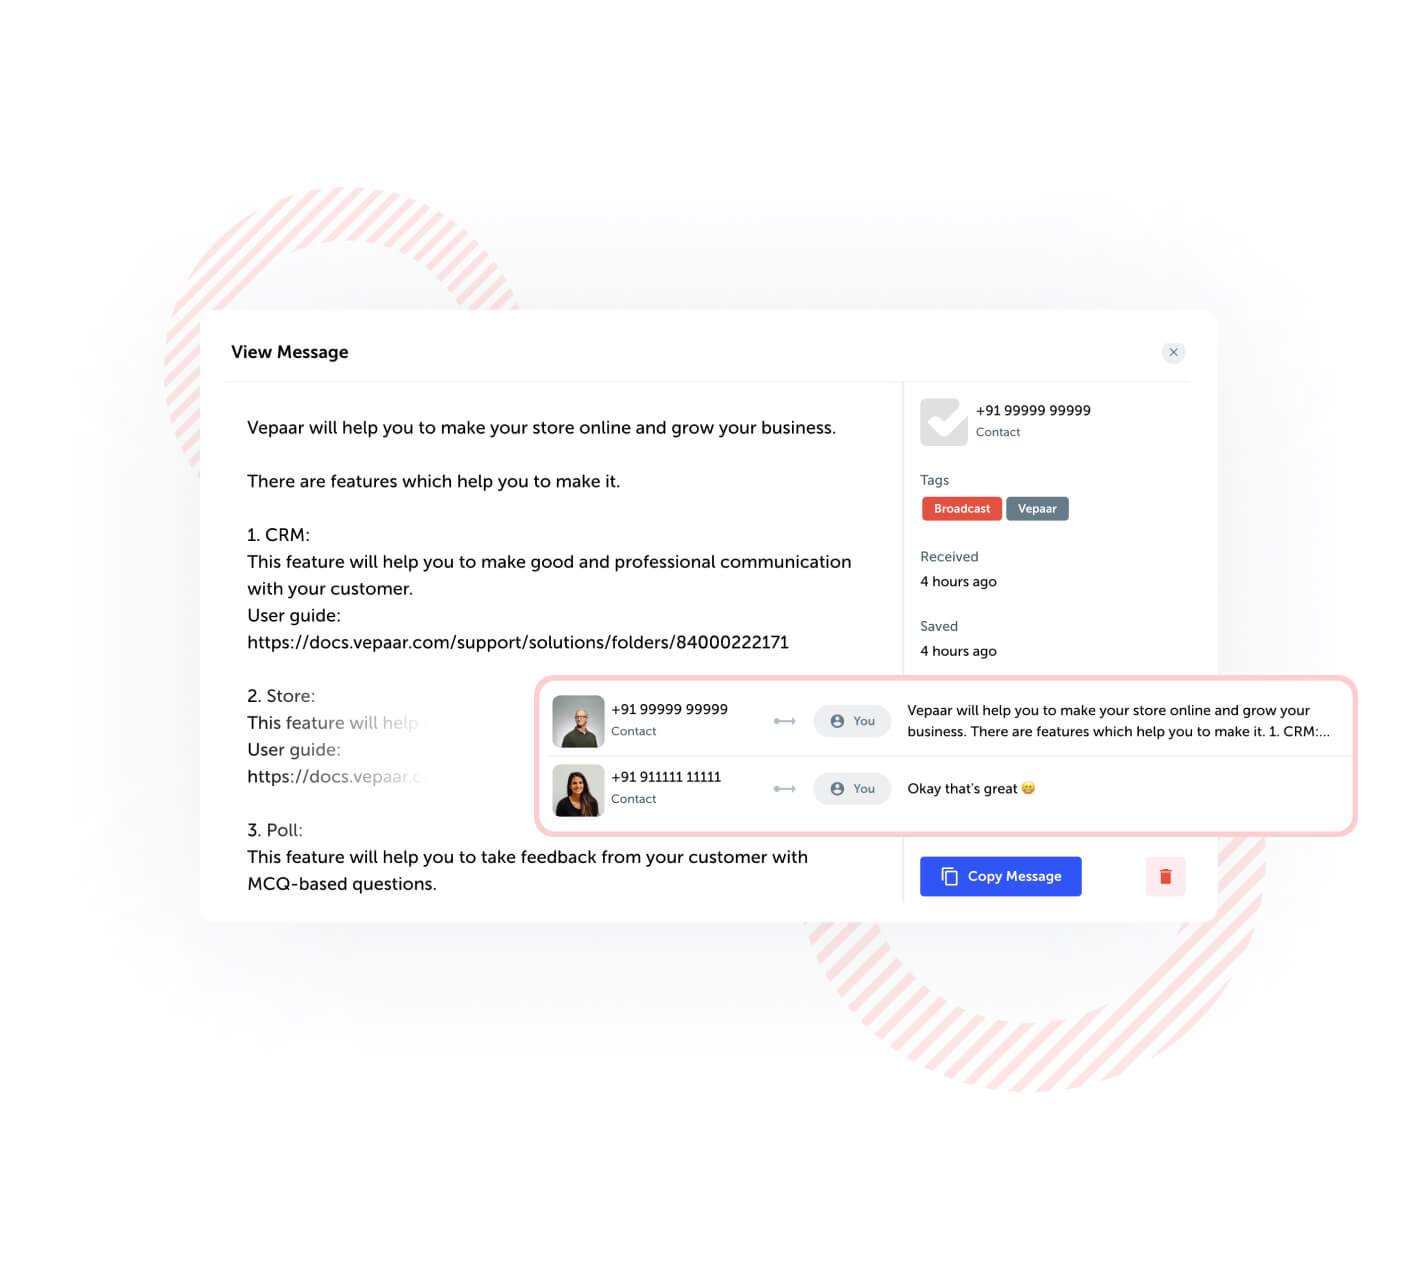 View Message
Vepaar will help you to make your store online and grow your business.
There are features which help you to make it.
1. CRM:
This feature will help you to make good and professional communication
with your customer.
User guide:
https://docs.vepaar.com/support/solutions/folders/84000222171
2. Store:
This feature will help
User guide:
https://docs.vepaar.c
3. Poll:
This feature will help you to take feedback from your customer with
MCQ-based questions.
+91 99999 99999
Contact
Tags
Broadcast Vepaar
Received
4 hours ago
Saved
4 hours ago
+91 99999 99999
Contact
You
Vepaar will help you to make your store online and grow your
business. There are features which help you to make it. 1. CRM:...
+91 911111 11111
Contact
You
Okay that's great 😁
Copy Message